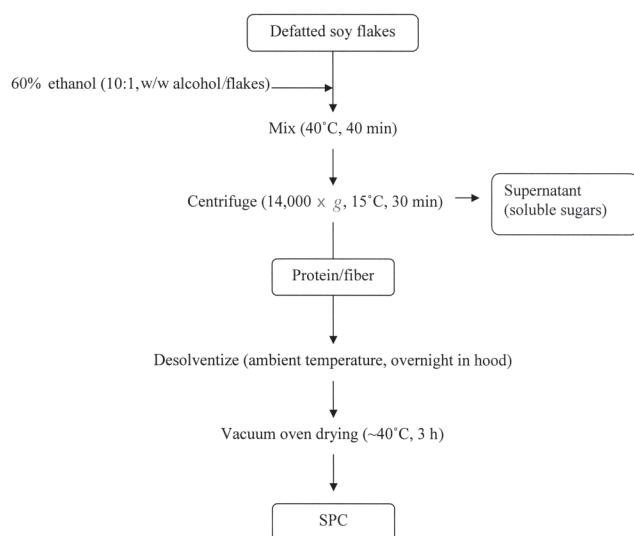 Defatted soy flakes
60% ethanol (10:1, w/w alcohol/flakes)
Mix (40˚C, 40 min)
Centrifuge (14,000 × g, 15˚C, 30 min)
Supernatant
(soluble sugars)
Protein/fiber
Desolventize (ambient temperature, overnight in hood)
Vacuum oven drying (~40˚C, 3 h)
SPC